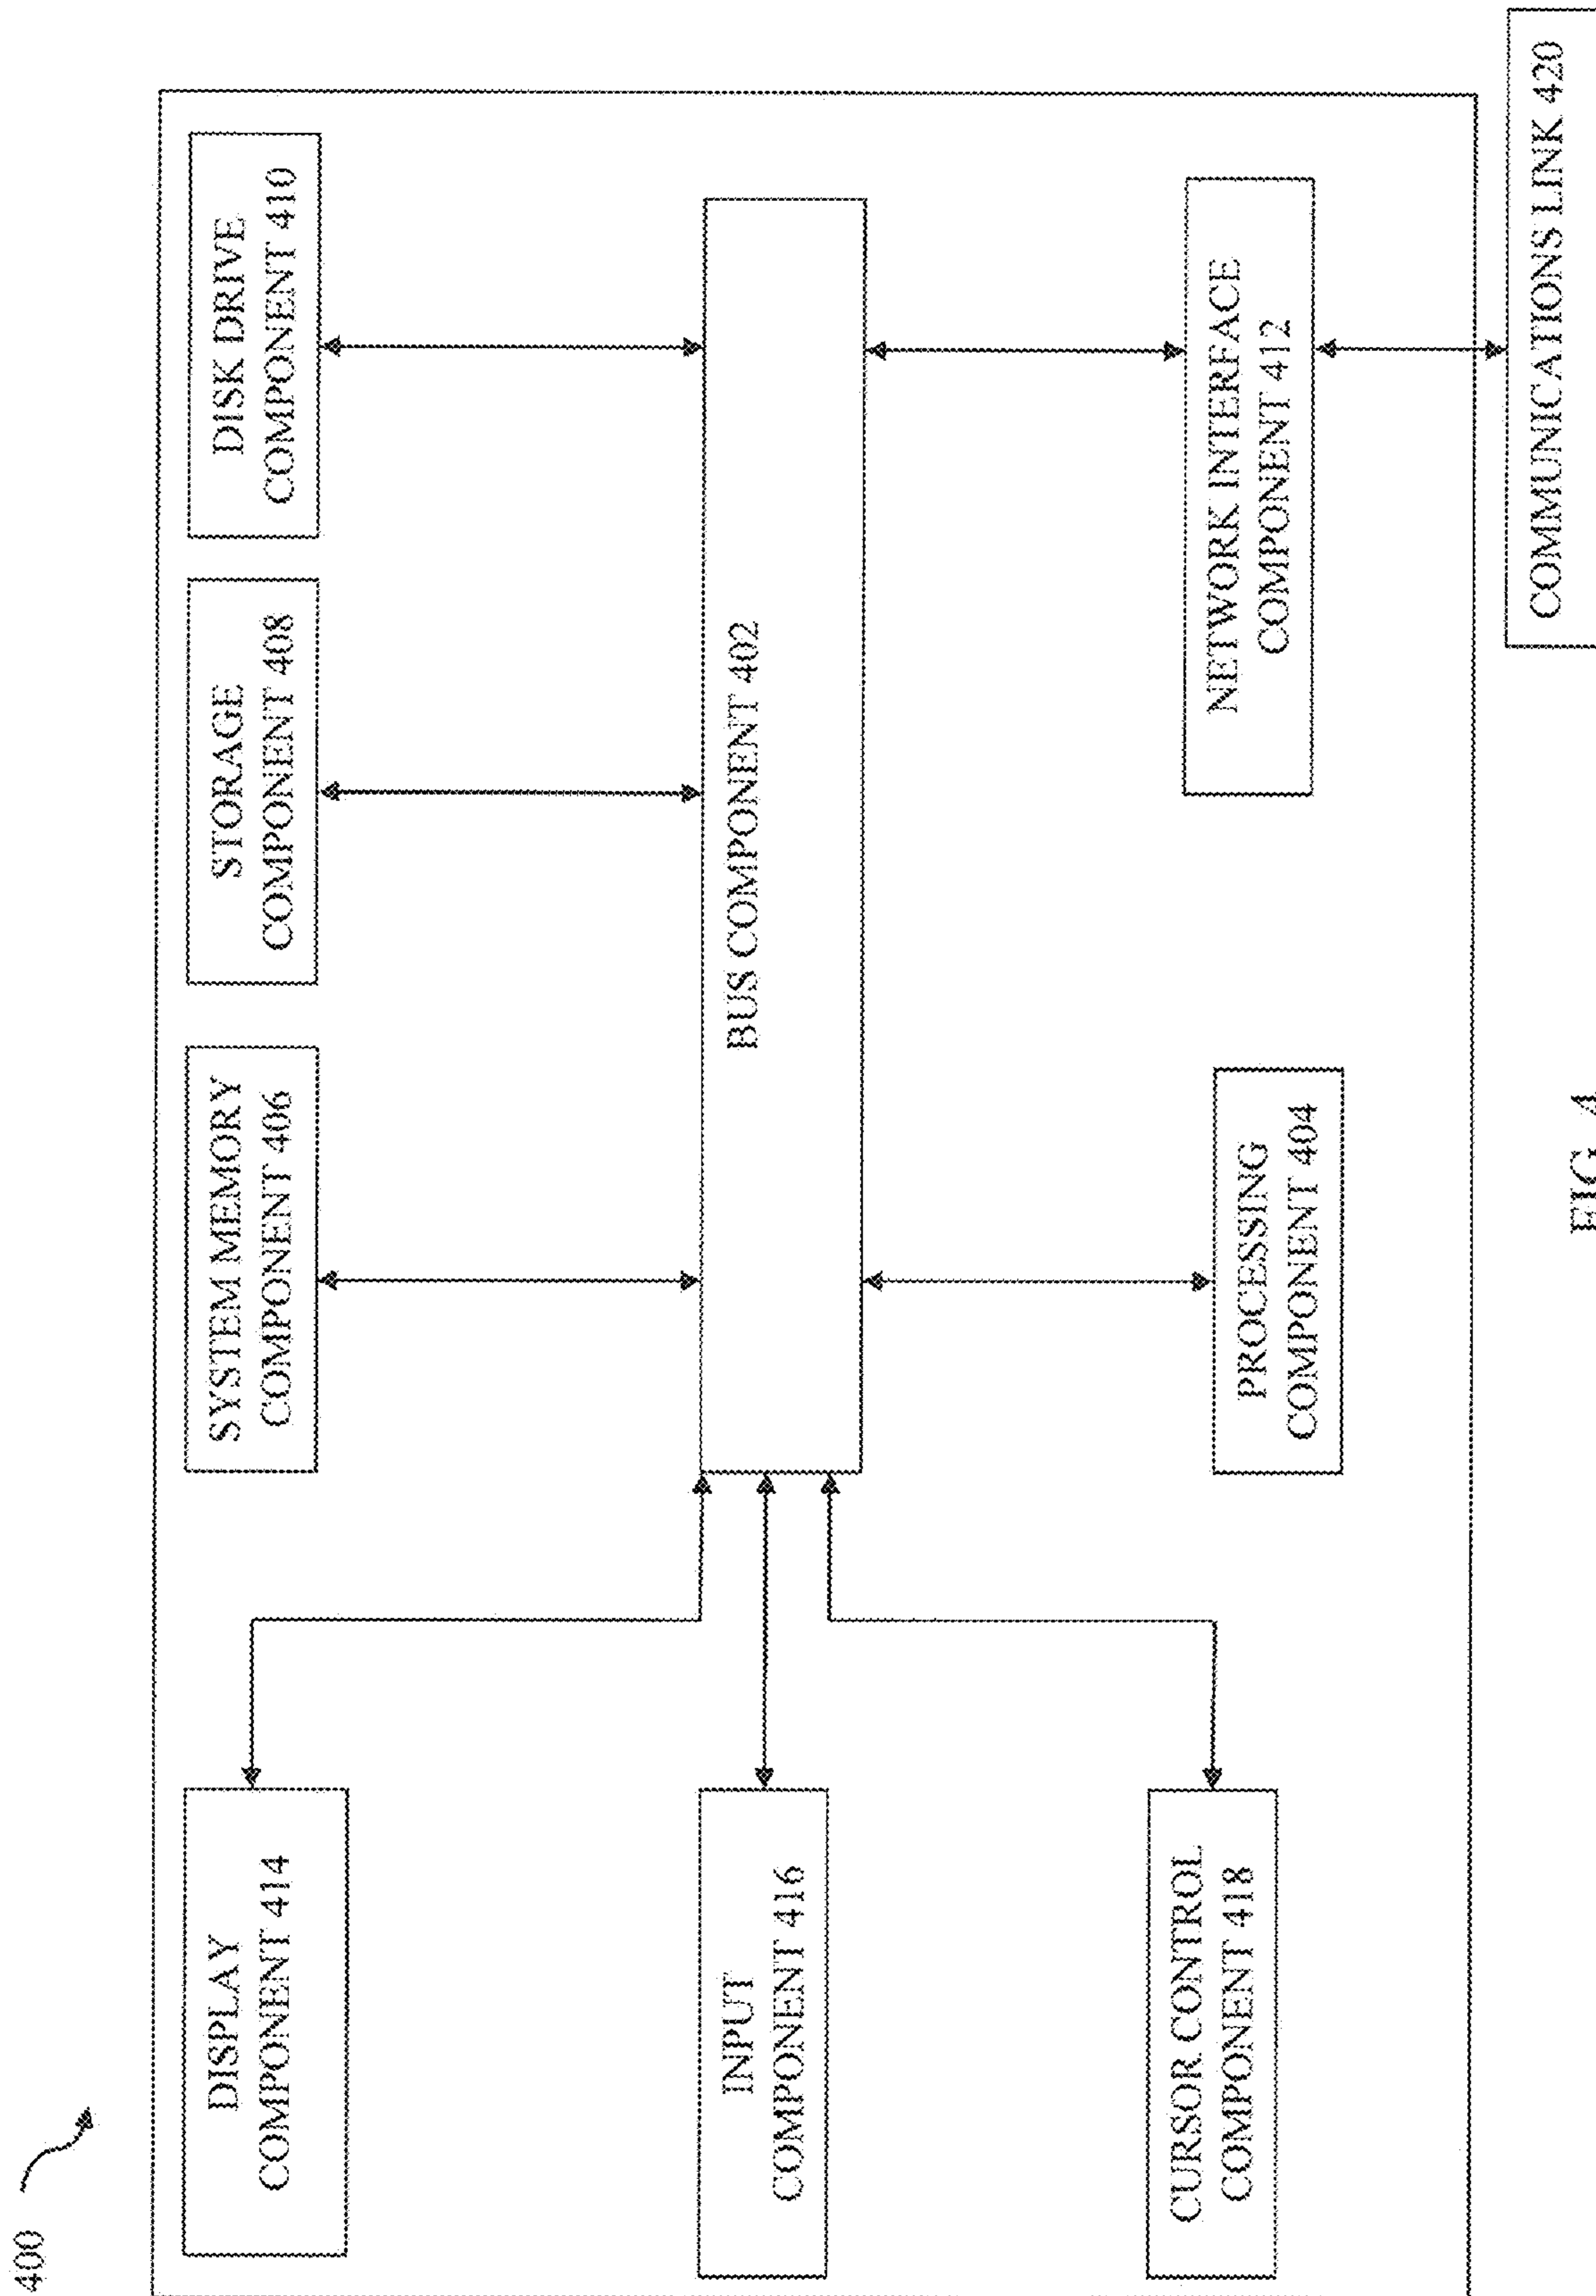 400
DISPLAY
COMPONENT 414
SYSTEM MEMORY
COMPONENT 406
STORAGE
COMPONENT 408
DISK DRIVE
COMPONENT 410
INPUT
COMPONENT 416
BUS COMPONENT 402
CURSOR CONTROL
COMPONENT 418
PROCESSING
COMPONENT 404
NETWORK INTERFACE
COMPONENT 412
COMMUNICATIONS LINK 420
FIG. 4